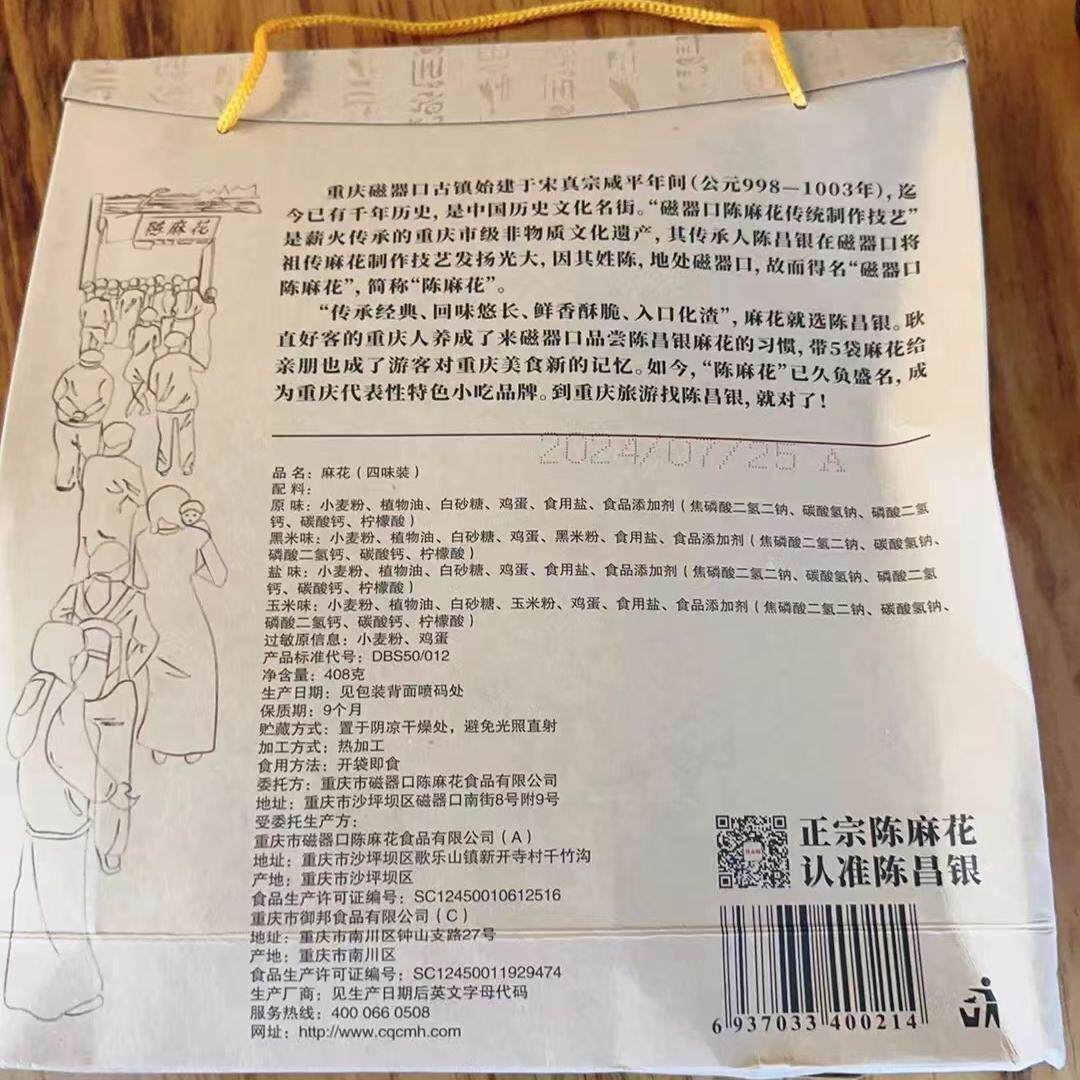 陈麻花
重庆磁器口古镇始建于宋真宗咸平年间（公元998—1003年），迄
今已有千年历史，是中国历史文化名街。“磁器口陈麻花传统制作技艺”
是薪火传承的重庆市级非物质文化遗产，其传承人陈昌银在磁器口将
祖传麻花制作技艺发扬光大，因其姓陈，地处磁器口，故而得名“磁器口
陈麻花”，简称“陈麻花”。
“传承经典、回味悠长、鲜香酥脆、入口化渣”，麻花就选陈昌银。耿
直好客的重庆人养成了来磁器口品尝陈昌银麻花的习惯，带5袋麻花给
亲朋也成了游客对重庆美食新的记忆。如今，“陈麻花”已久负盛名，成
为重庆代表性特色小吃品牌。到重庆旅游找陈昌银，就对了！
2024/07/25 A
品 名：麻花（四味装）
配 料：
原 味：小麦粉、植物油、白砂糖、鸡蛋、食用盐、食品添加剂（焦磷酸二氢二钠、碳酸氢钠、磷酸二氢
钙、碳酸钙、柠檬酸）
黑米味：小麦粉、植物油、白砂糖、鸡蛋、黑米粉、食用盐、食品添加剂（焦磷酸二氢二钠、碳酸氢钠、
磷酸二氢钙、碳酸钙、柠檬酸）
盐 味：小麦粉、植物油、白砂糖、鸡蛋、食用盐、食品添加剂（焦磷酸二氢二钠、碳酸氢钠、磷酸二氢
钙、碳酸钙、柠檬酸）
玉米味：小麦粉、植物油、白砂糖、玉米粉、鸡蛋、食用盐、食品添加剂（焦磷酸二氢二钠、碳酸氢钠、
磷酸二氢钙、碳酸钙、柠檬酸）
过敏原信息：小麦粉、鸡蛋
产品标准代号：DBS50/012
净含量：408克
生产日期：见包装背面喷码处
保质期：9个月
贮藏方式：置于阴凉干燥处，避免光照直射
加工方式：热加工
食用方法：开袋即食
委托方：重庆市磁器口陈麻花食品有限公司
地址：重庆市沙坪坝区磁器口南街8号附9号
受委托生产方：
重庆市磁器口陈麻花食品有限公司（A）
地址：重庆市沙坪坝区歌乐山镇新开寺村千竹沟
产地：重庆市沙坪坝区
食品生产许可证编号：SC12450010612516
重庆市御邦食品有限公司（C）
地址：重庆市南川区钟山支路27号
产地：重庆市南川区
食品生产许可证编号：SC12450011929474
生产厂商：见生产日期后英文字母代码
服务热线：400 066 0508
网址：http://www.cqcmh.com
正宗陈麻花
认准陈昌银
6 937033 400214